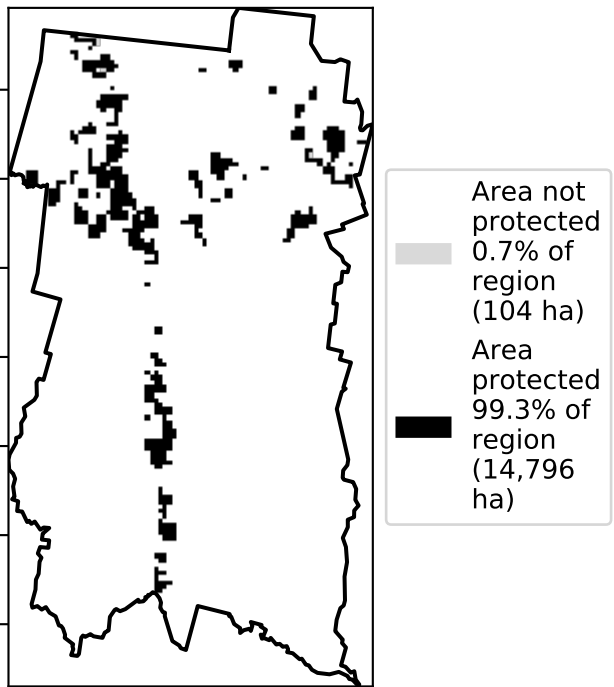 Area not
protected
0.7% of
region
(104 ha)
Area
protected
99.3% of
region
(14,796
ha)